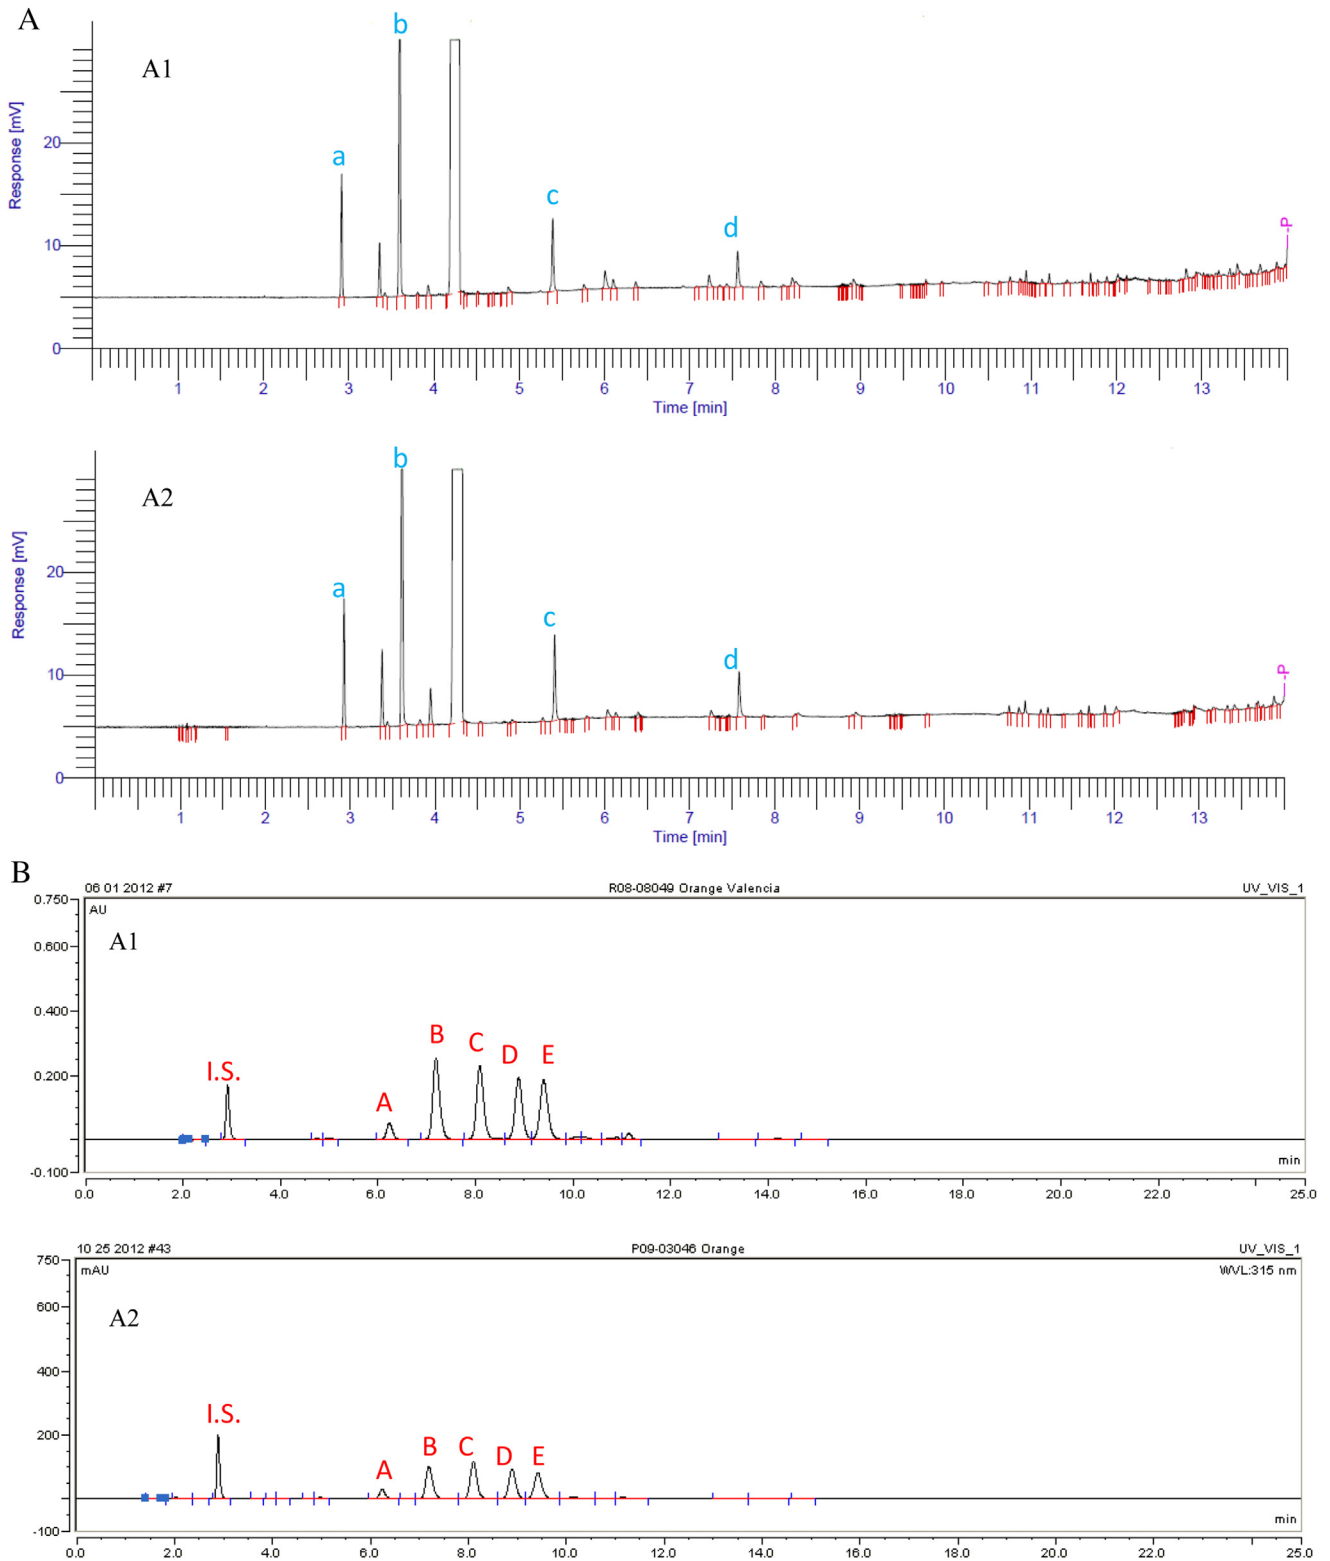 A
A1
b
a
c
d
-P
Response [mV]
20
10
0
1 2 3 4 5 6 7 8 9 10 11 12 13
Time [min]
A2
b
a
c
d
-P
Response [mV]
20
10
0
1 2 3 4 5 6 7 8 9 10 11 12 13
Time [min]
B
06 01 2012 #7 R08-08049 Orange Valencia UV_VIS_1
0.750
AU
A1
0.600
0.400
0.200
-0.100
I.S.
A
B
C
D
E
min
0.0 2.0 4.0 6.0 8.0 10.0 12.0 14.0 16.0 18.0 20.0 22.0 25.0
10 25 2012 #43 P09-03046 Orange UV_VIS_1
750
mAU WVL:315 nm
A2
600
400
200
-100
I.S.
A
B
C
D
E
min
0.0 2.0 4.0 6.0 8.0 10.0 12.0 14.0 16.0 18.0 20.0 22.0 25.0